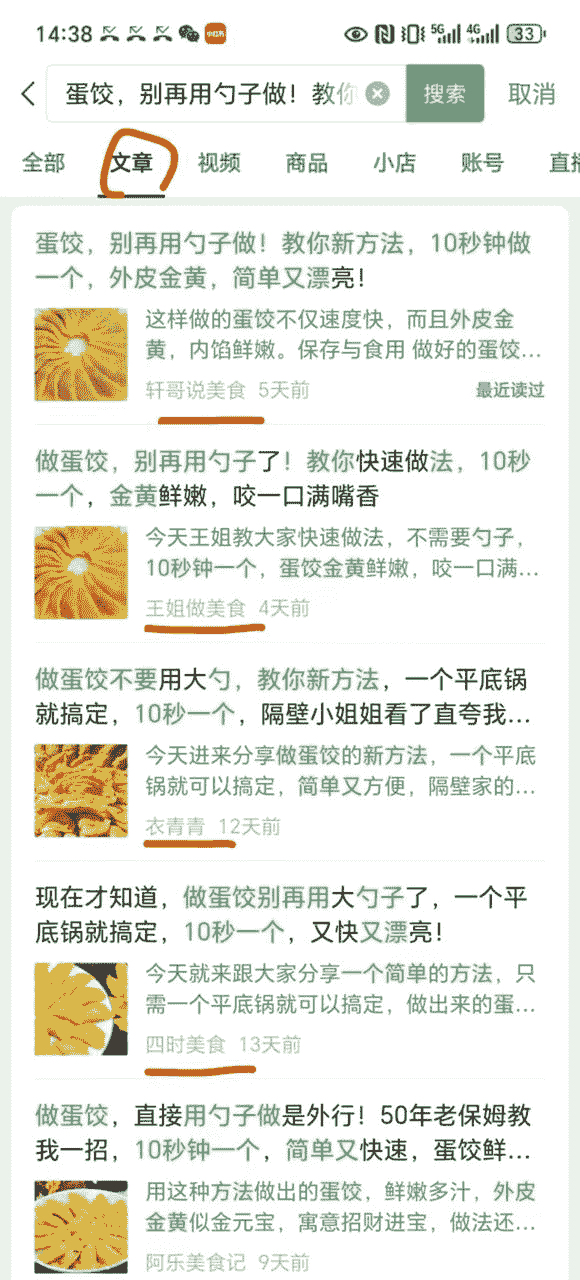 14:38
小红书
5G
4G
33
蛋饺，别再用勺子做！教你
搜索
取消
全部
文章
视频
商品
小店
账号
直播
蛋饺，别再用勺子做！教你新方法，10秒钟做
一个，外皮金黄，简单又漂亮！
这样做的蛋饺不仅速度快，而且外皮金
黄，内馅鲜嫩。保存与食用 做好的蛋饺…
轩哥说美食 5天前
最近读过
做蛋饺，别再用勺子了！教你快速做法，10秒
一个，金黄鲜嫩，咬一口满嘴香
今天王姐教大家快速做法，不需要勺子，
10秒钟一个，蛋饺金黄鲜嫩，咬一口满…
王姐做美食 4天前
做蛋饺不要用大勺，教你新方法，一个平底锅
就搞定，10秒一个，隔壁小姐姐看了直夸我…
今天进来分享做蛋饺的新方法，一个平底
锅就可以搞定，简单又方便，隔壁家的…
衣青青 12天前
现在才知道，做蛋饺别再用大勺子了，一个平
底锅就搞定，10秒一个，又快又漂亮！
今天就来跟大家分享一个简单的方法，只
需一个平底锅就可以搞定，做出来的蛋…
四时美食 13天前
做蛋饺，直接用勺子做是外行！50年老保姆教
我一招，10秒钟一个，简单又快速，蛋饺鲜…
用这种方法做出的蛋饺，鲜嫩多汁，外皮
金黄似金元宝，寓意招财进宝，做法还…
阿乐美食记 9天前